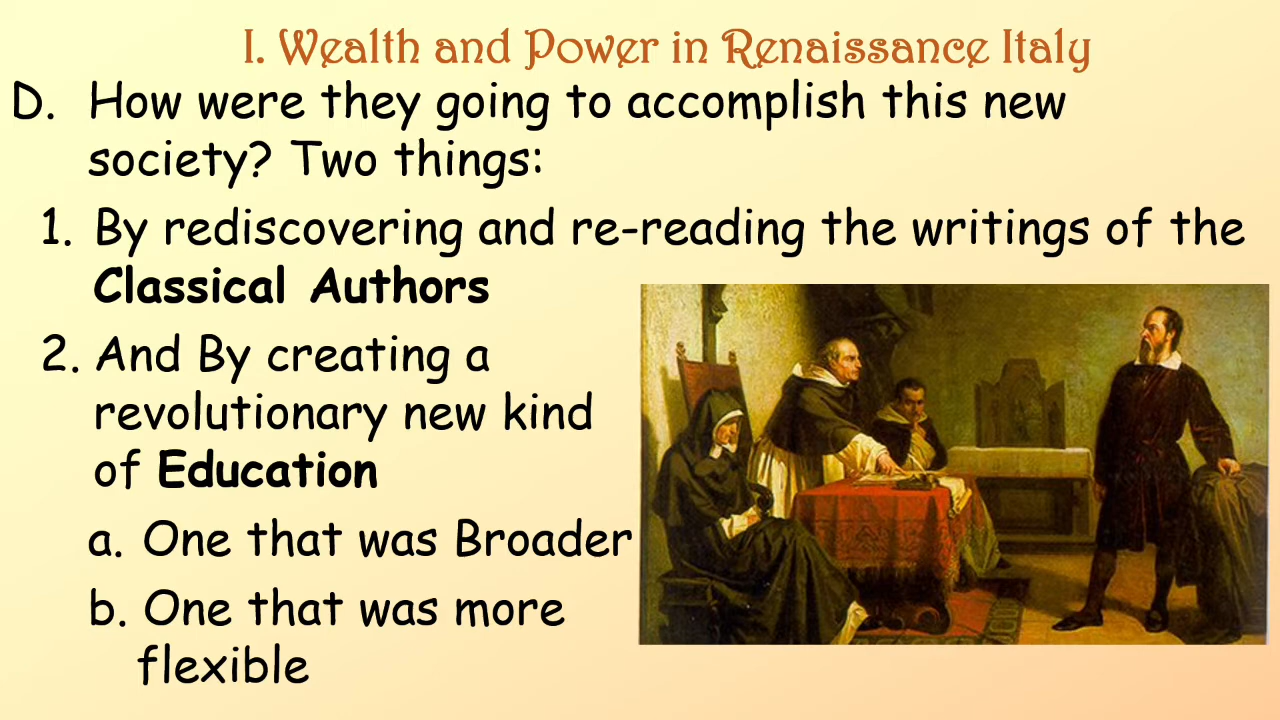 I. Wealth and Power in Renaissance Italy
D. How were they going to accomplish this new
society? Two things:
1. By rediscovering and re-reading the writings of the
Classical Authors
2. And By creating a
revolutionary new kind
of Education
a. One that was Broader
b. One that was more
flexible